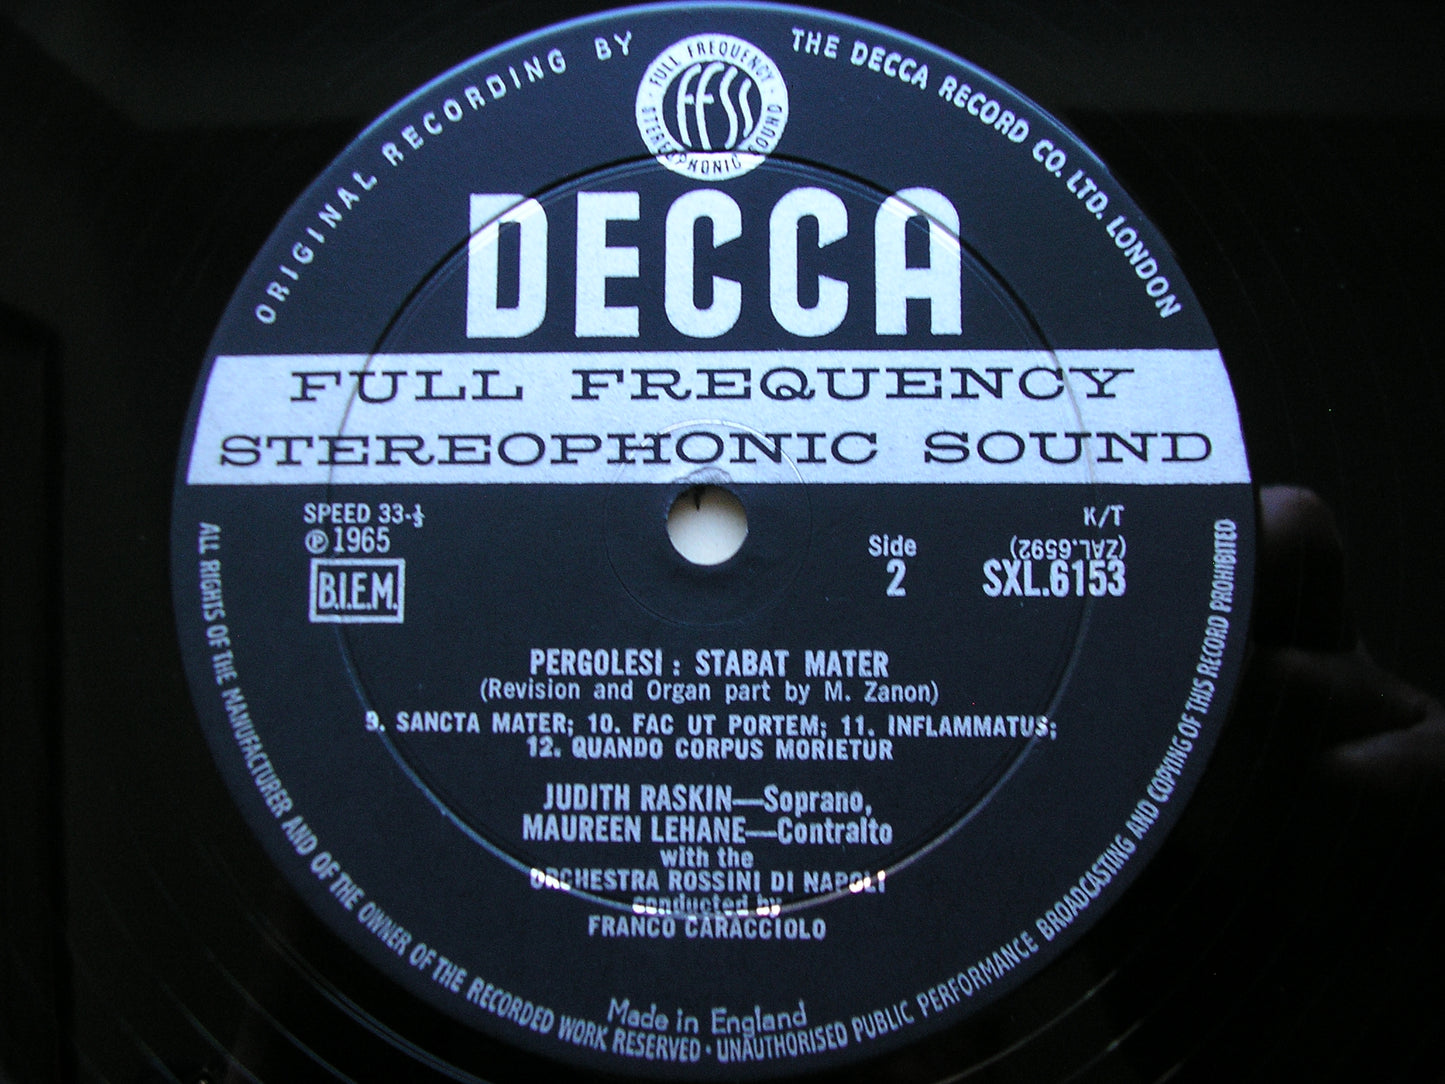 ORIGINAL RECORDING BY
THE DECCA RECORD CO. LTD. LONDON
FULL FREQUENCY
STEREOPHONIC SOUND
FFSS
DECCA
FULL FREQUENCY
STEREOPHONIC SOUND
SPEED 33-⅓
℗ 1965
B.I.E.M.
K/T
(ZAL.6592)
Side
2
SXL.6153
PERGOLESI : STABAT MATER
(Revision and Organ part by M. Zanon)
9. SANCTA MATER; 10. FAC UT PORTEM; 11. INFLAMMATUS;
12. QUANDO CORPUS MORIETUR
JUDITH RASKIN—Soprano,
MAUREEN LEHANE—Contralto
with the
ORCHESTRA ROSSINI DI NAPOLI
conducted by
FRANCO CARACCIOLO
Made in England
ALL RIGHTS OF THE MANUFACTURER AND OF THE OWNER OF THE RECORDED WORK RESERVED · UNAUTHORISED PUBLIC PERFORMANCE BROADCASTING AND COPYING OF THIS RECORD PROHIBITED